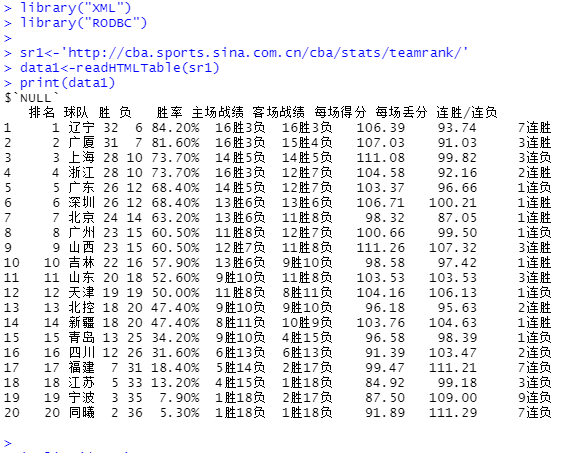 > library("XML")
> library("RODBC")
>
> sr1<-'http://cba.sports.sina.com.cn/cba/stats/teamrank/'
> data1<-readHTMLTable(sr1)
> print(data1)
$`NULL`
排名 球队 胜 负 胜率 主场战绩 客场战绩 每场得分 每场丢分 连胜/连负
1 1 辽宁 32 6 84.20% 16胜3负 16胜3负 106.39 93.74 7连胜
2 2 广厦 31 7 81.60% 16胜3负 15胜4负 107.03 91.03 3连胜
3 3 上海 28 10 73.70% 14胜5负 14胜5负 111.08 99.82 3连负
4 4 浙江 28 10 73.70% 16胜3负 12胜7负 104.58 92.16 2连胜
5 5 广东 26 12 68.40% 14胜5负 12胜7负 103.37 96.66 1连负
6 6 深圳 26 12 68.40% 13胜6负 13胜6负 106.71 100.21 1连胜
7 7 北京 24 14 63.20% 13胜6负 11胜8负 98.32 87.05 1连胜
8 8 广州 23 15 60.50% 11胜8负 12胜7负 100.66 99.50 1连负
9 9 山西 23 15 60.50% 12胜7负 11胜8负 111.26 107.32 3连胜
10 10 吉林 22 16 57.90% 13胜6负 9胜10负 98.58 97.42 1连胜
11 11 山东 20 18 52.60% 9胜10负 11胜8负 103.53 103.53 3连胜
12 12 天津 19 19 50.00% 11胜8负 8胜11负 104.16 106.13 1连负
13 13 北控 18 20 47.40% 9胜10负 9胜10负 96.18 95.63 2连胜
14 14 新疆 18 20 47.40% 8胜11负 10胜9负 103.76 104.63 1连胜
15 15 青岛 13 25 34.20% 9胜10负 4胜15负 96.58 98.39 1连负
16 16 四川 12 26 31.60% 6胜13负 6胜13负 91.39 103.47 2连负
17 17 福建 7 31 18.40% 5胜14负 2胜17负 99.47 111.21 7连负
18 18 江苏 5 33 13.20% 4胜15负 1胜18负 84.92 99.18 3连负
19 19 宁波 3 35 7.90% 1胜18负 2胜17负 87.50 109.00 9连负
20 20 同曦 2 36 5.30% 1胜18负 1胜18负 91.89 111.29 7连负
>